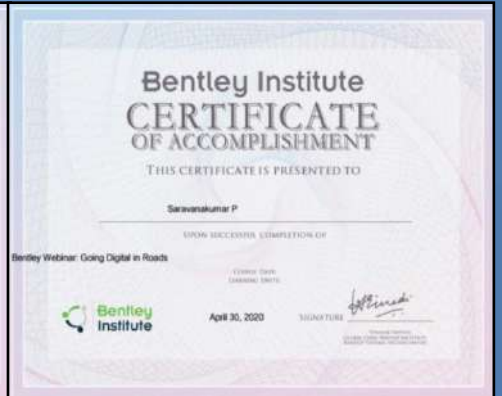 Bentley Institute
CERTIFICATE
OF ACCOMPLISHMENT
THIS CERTIFICATE IS PRESENTED TO
Saravanakumar P
UPON SUCCESSFUL COMPLETION OF
Bentley Webinar: Going Digital in Roads
Bentley
Institute
April 30, 2020
SIGNATURE